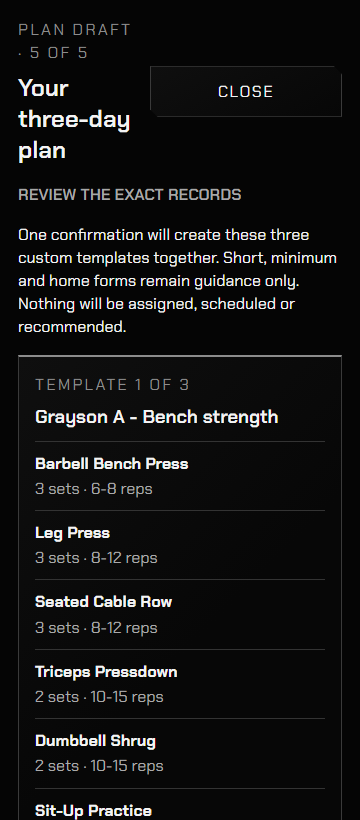 PLAN DRAFT
· 5 OF 5
Your
three-day
plan
CLOSE
REVIEW THE EXACT RECORDS
One confirmation will create these three
custom templates together. Short, minimum
and home forms remain guidance only.
Nothing will be assigned, scheduled or
recommended.
TEMPLATE 1 OF 3
Grayson A - Bench strength
Barbell Bench Press
3 sets · 6-8 reps
Leg Press
3 sets · 8-12 reps
Seated Cable Row
3 sets · 8-12 reps
Triceps Pressdown
2 sets · 10-15 reps
Dumbbell Shrug
2 sets · 10-15 reps
Sit-Up Practice